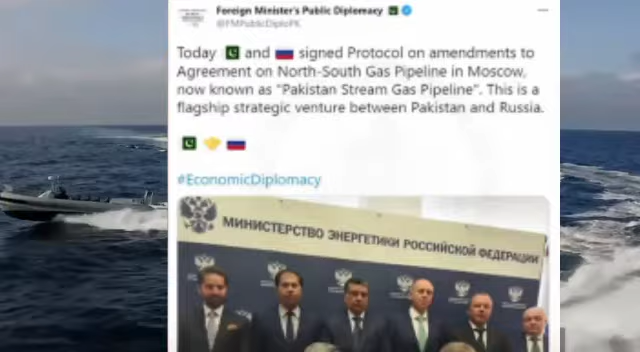 Foreign Minister's Public Diplomacy
@FMPublicDiploPK
Today 🇵🇰 and 🇷🇺 signed Protocol on amendments to
Agreement on North-South Gas Pipeline in Moscow,
now known as "Pakistan Stream Gas Pipeline". This is a
flagship strategic venture between Pakistan and Russia.
#EconomicDiplomacy
МИНИСТЕРСТВО ЭНЕРГЕТИКИ РОССИЙСКОЙ ФЕДЕРАЦИИ